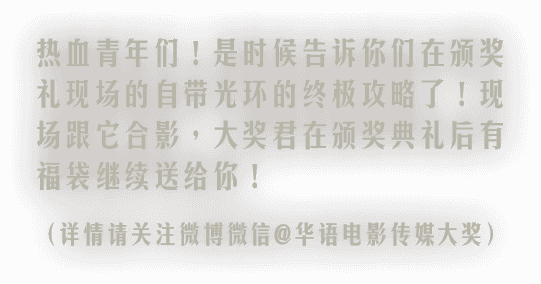 热血青年们！是时候告诉你们在颁奖
礼现场的自带光环的终极攻略了！现
场跟它合影，大奖君在颁奖典礼后有
福袋继续送给你！
（详情请关注微博微信@华语电影传媒大奖）